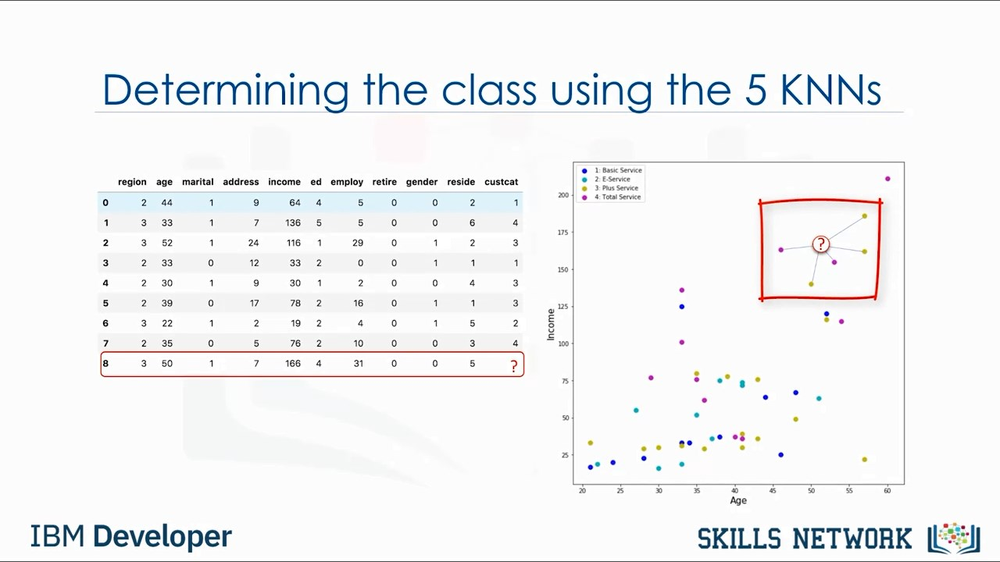 Determining the class using the 5 KNNs
region age marital address income ed employ retire gender reside custcat
0 2 44 1 9 64 4 5 0 0 2 1
1 3 33 1 7 136 5 5 0 0 6 4
2 3 52 1 24 116 1 29 0 1 2 3
3 2 33 0 12 33 2 0 0 1 1 1
4 2 30 1 9 30 1 2 0 0 4 3
5 2 39 0 17 78 2 16 0 1 1 3
6 3 22 1 2 19 2 4 0 1 5 2
7 2 35 0 5 76 2 10 0 0 3 4
8 3 50 1 7 166 4 31 0 0 5 ?
1: Basic Service
2: E-Service
3: Plus Service
4: Total Service
?
200
175
150
125
100
75
50
25
Income
20 25 30 35 40 45 50 55 60
Age
IBM Developer
SKILLS NETWORK